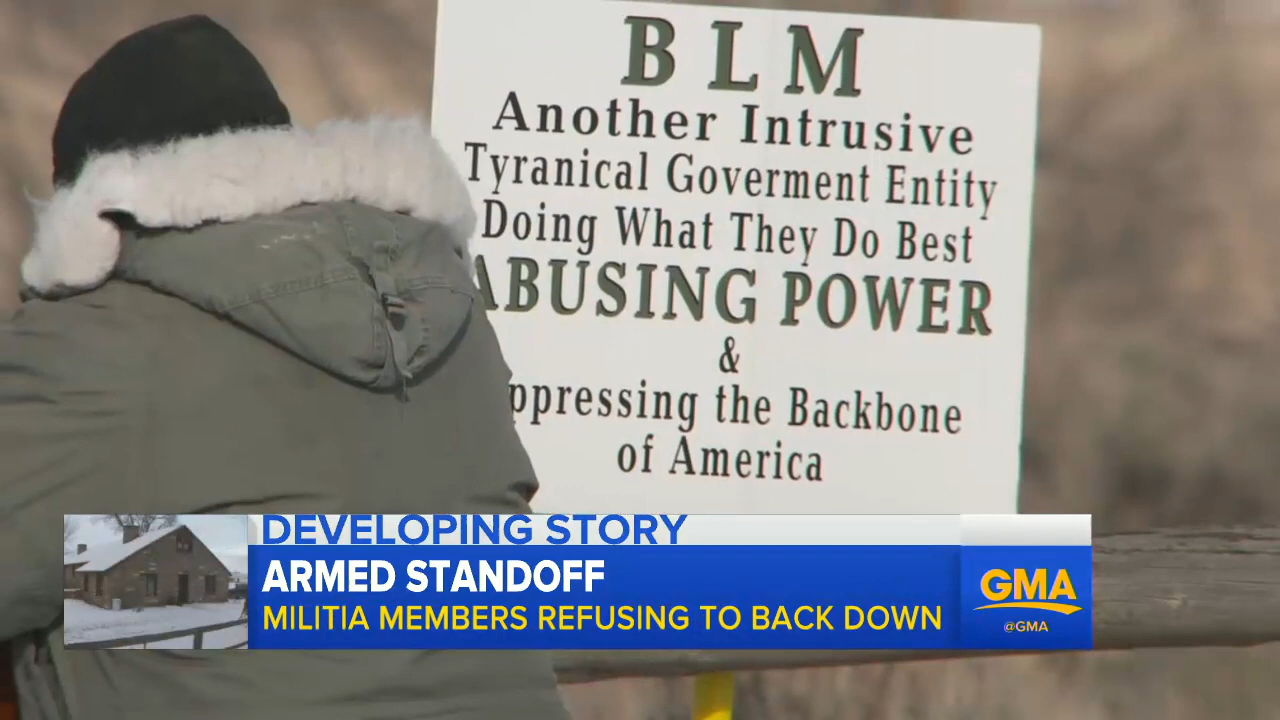 BLM
Another Intrusive
Tyranical Goverment Entity
Doing What They Do Best
ABUSING POWER
&
ppressing the Backbone
of America
DEVELOPING STORY
ARMED STANDOFF
MILITIA MEMBERS REFUSING TO BACK DOWN
GMA
@GMA